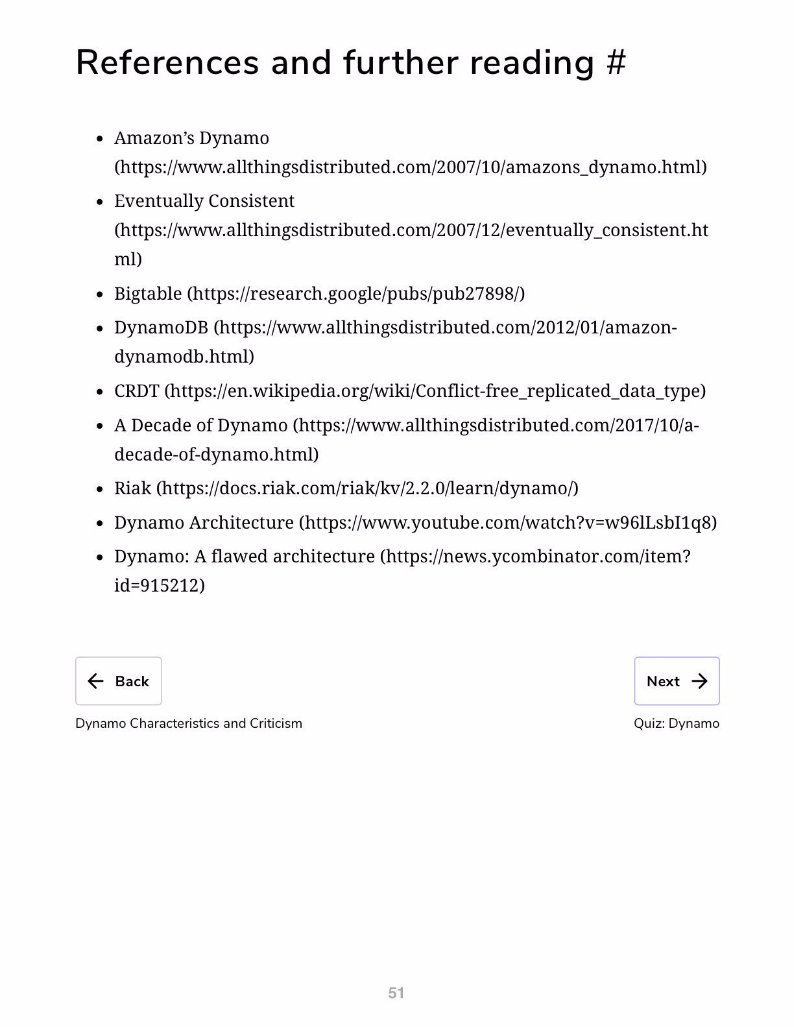 References and further reading #
• Amazon’s Dynamo
(https://www.allthingsdistributed.com/2007/10/amazons_dynamo.html)
• Eventually Consistent
(https://www.allthingsdistributed.com/2007/12/eventually_consistent.ht
ml)
• Bigtable (https://research.google/pubs/pub27898/)
• DynamoDB (https://www.allthingsdistributed.com/2012/01/amazon-
dynamodb.html)
• CRDT (https://en.wikipedia.org/wiki/Conflict-free_replicated_data_type)
• A Decade of Dynamo (https://www.allthingsdistributed.com/2017/10/a-
decade-of-dynamo.html)
• Riak (https://docs.riak.com/riak/kv/2.2.0/learn/dynamo/)
• Dynamo Architecture (https://www.youtube.com/watch?v=w96lLsbI1q8)
• Dynamo: A flawed architecture (https://news.ycombinator.com/item?
id=915212)
← Back
Next →
Dynamo Characteristics and Criticism
Quiz: Dynamo
51